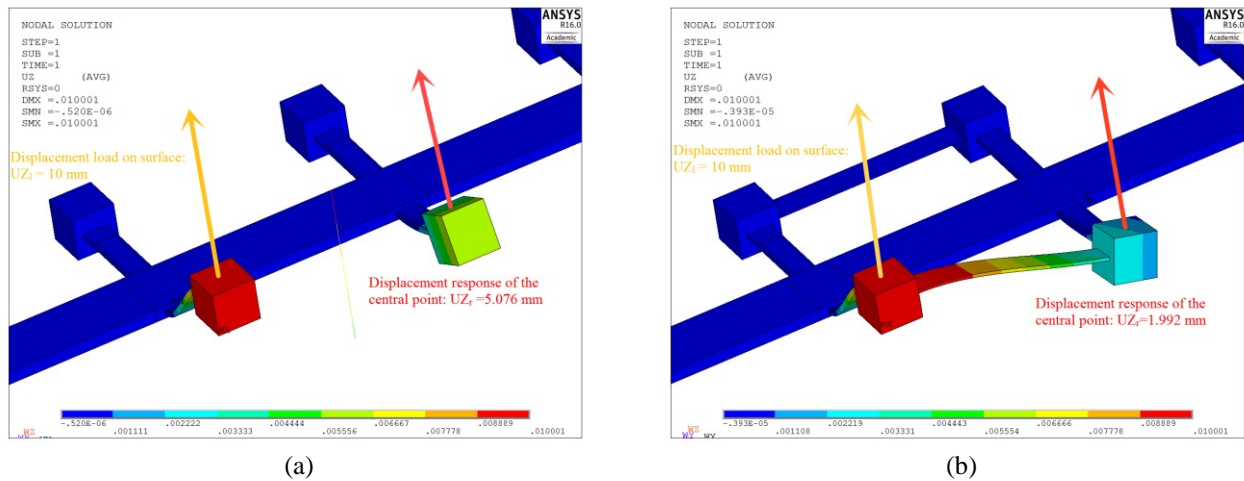 NODAL SOLUTION
STEP=1
SUB =1
TIME=1
UZ (AVG)
RSYS=0
DMX =.010001
SMN =-.520E-06
SMX =.010001
ANSYS
R16.0
Academic
Displacement load on surface:
UZl = 10 mm
Displacement response of the
central point: UZr =5.076 mm
-.520E-06 .002222 .004444 .006667 .008889
.001111 .003333 .005556 .007778 .010001
WZ
(a)
NODAL SOLUTION
STEP=1
SUB =1
TIME=1
UZ (AVG)
RSYS=0
DMX =.010001
SMN =-.393E-05
SMX =.010001
ANSYS
R16.0
Academic
Displacement load on surface:
UZl = 10 mm
Displacement response of the
central point: UZr=1.992 mm
-.393E-05 .002219 .004443 .006666 .008889
.001108 .003331 .005554 .007778 .010001
WZ
WY WX
(b)